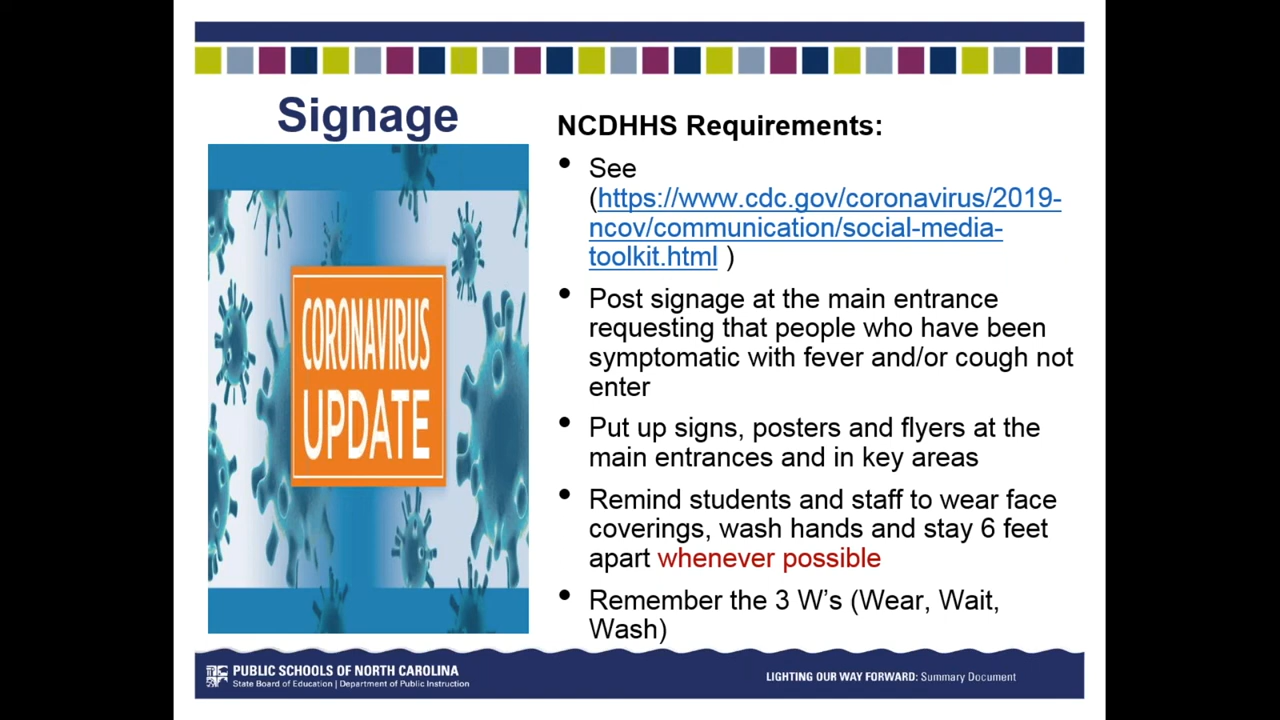 Signage
CORONAVIRUS
UPDATE
NCDHHS Requirements:
• See
(https://www.cdc.gov/coronavirus/2019-
ncov/communication/social-media-
toolkit.html )
• Post signage at the main entrance
requesting that people who have been
symptomatic with fever and/or cough not
enter
• Put up signs, posters and flyers at the
main entrances and in key areas
• Remind students and staff to wear face
coverings, wash hands and stay 6 feet
apart whenever possible
• Remember the 3 W’s (Wear, Wait,
Wash)
PUBLIC SCHOOLS OF NORTH CAROLINA
State Board of Education | Department of Public Instruction
LIGHTING OUR WAY FORWARD: Summary Document